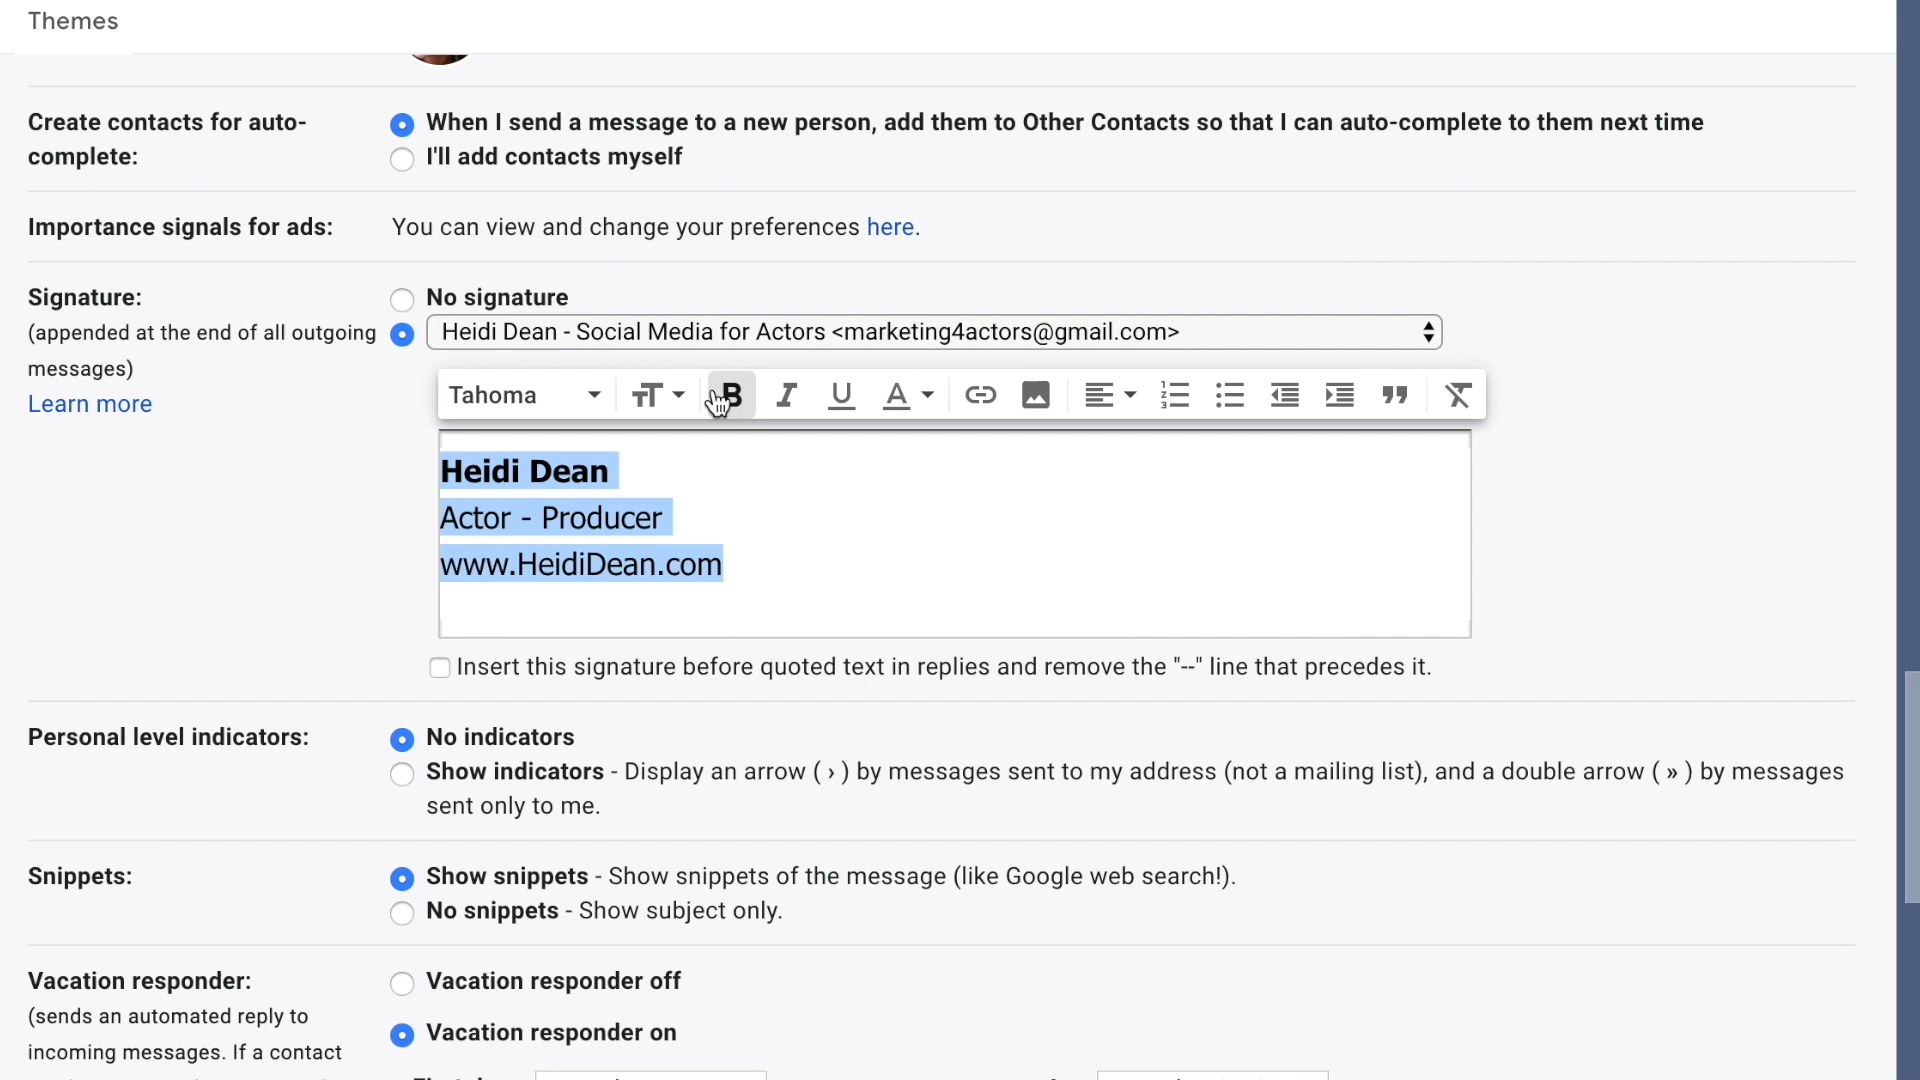 Themes
Create contacts for auto-
complete:
When I send a message to a new person, add them to Other Contacts so that I can auto-complete to them next time
I'll add contacts myself
Importance signals for ads:
You can view and change your preferences here.
Signature:
(appended at the end of all outgoing
messages)
Learn more
No signature
Heidi Dean - Social Media for Actors <marketing4actors@gmail.com>
Tahoma
Heidi Dean
Actor - Producer
www.HeidiDean.com
Insert this signature before quoted text in replies and remove the "--" line that precedes it.
Personal level indicators:
No indicators
Show indicators - Display an arrow ( › ) by messages sent to my address (not a mailing list), and a double arrow ( » ) by messages
sent only to me.
Snippets:
Show snippets - Show snippets of the message (like Google web search!).
No snippets - Show subject only.
Vacation responder:
(sends an automated reply to
incoming messages. If a contact
Vacation responder off
Vacation responder on